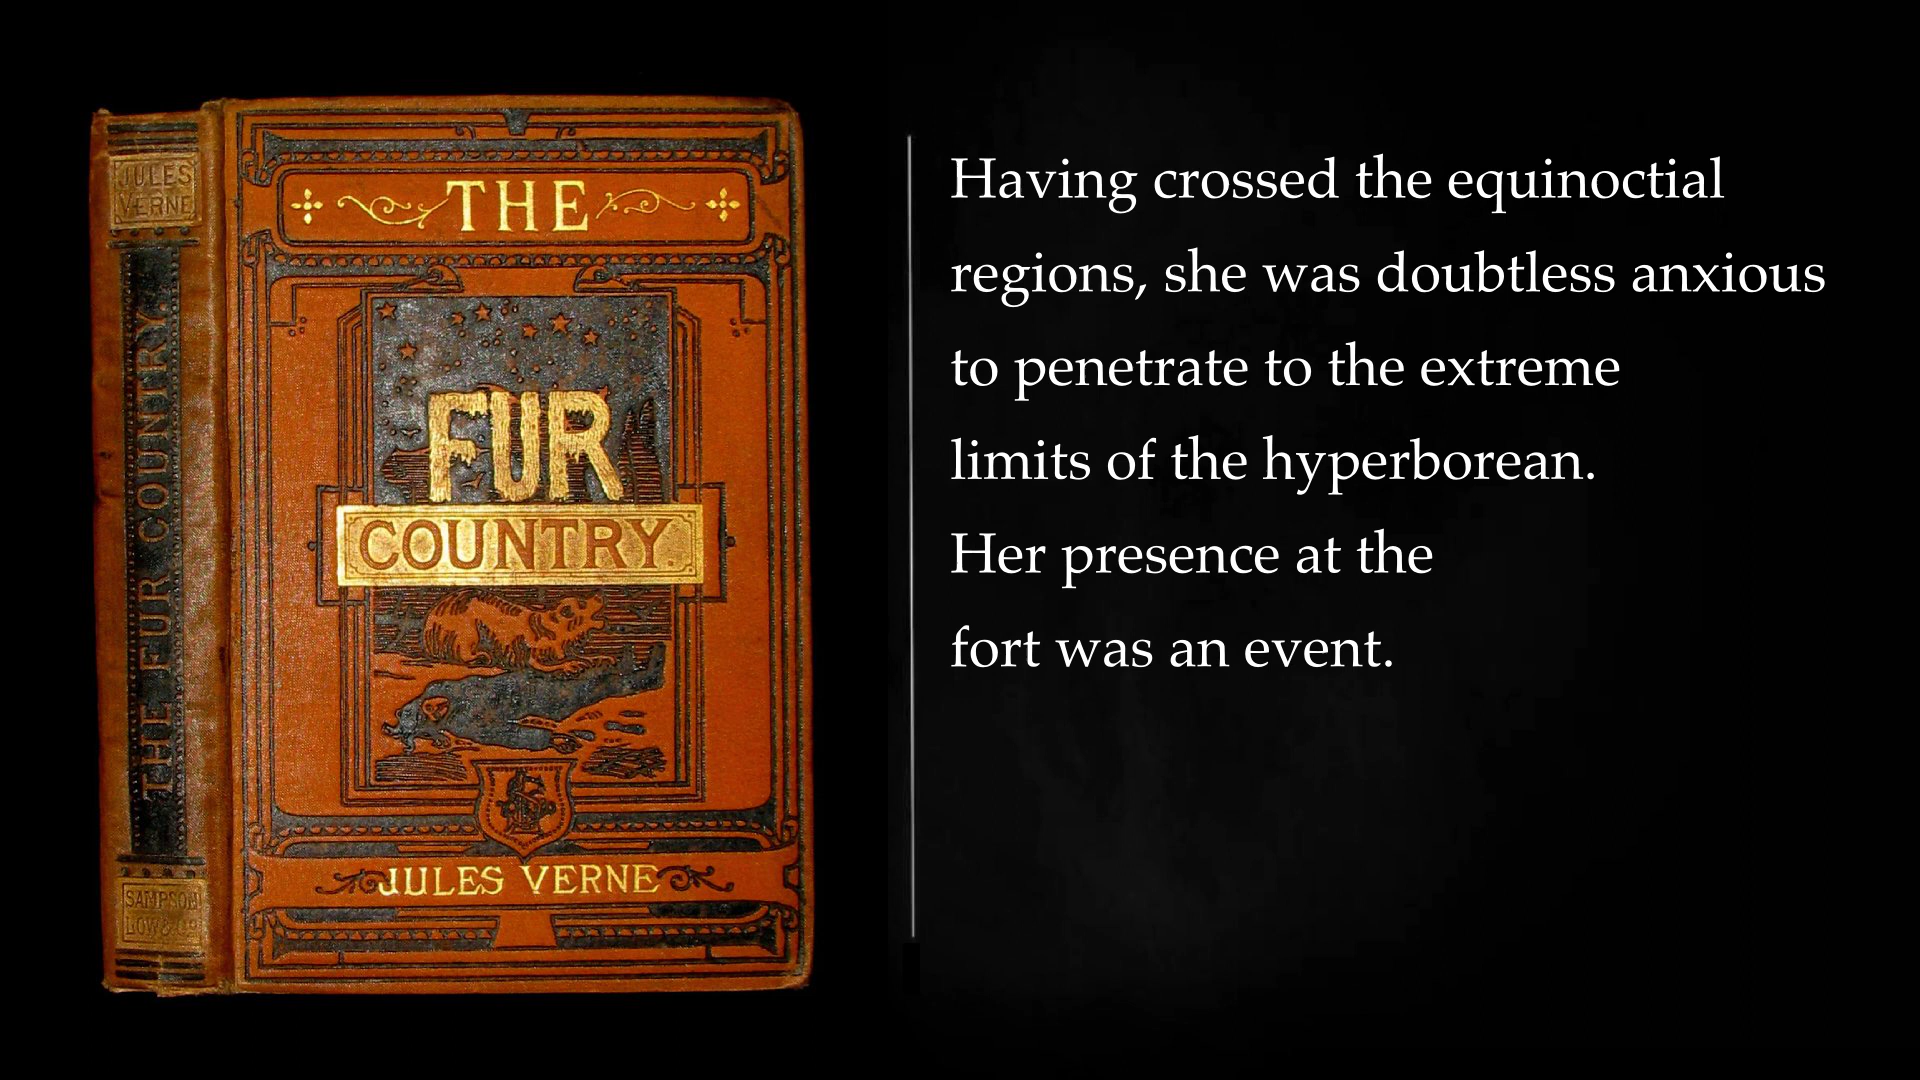 JULES
VERNE
THE FUR COUNTRY.
SAMPSON
LOW & Co
THE
FUR
COUNTRY.
JULES VERNE
Having crossed the equinoctial
regions, she was doubtless anxious
to penetrate to the extreme
limits of the hyperborean.
Her presence at the
fort was an event.